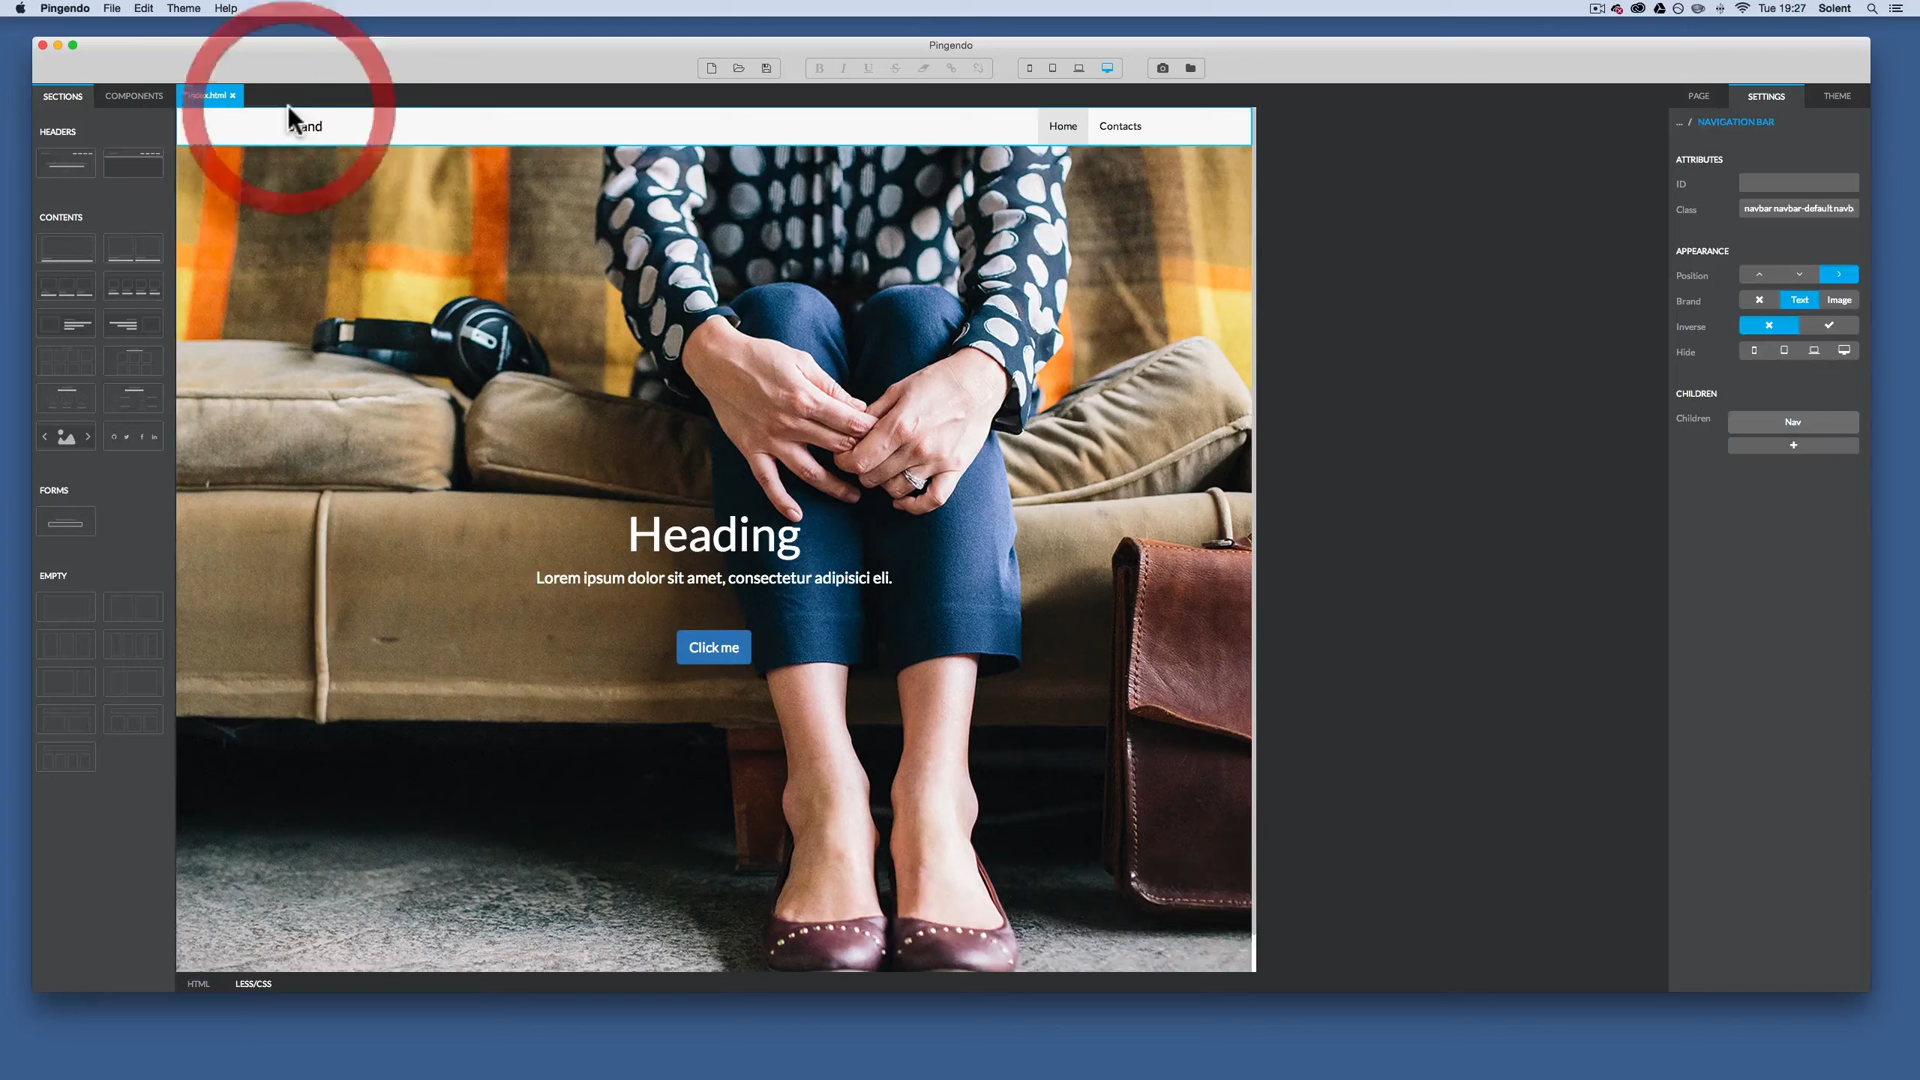 Pingendo File Edit Theme Help Tue 19:27 Solent
Pingendo
B I U S
SECTIONS COMPONENTS PAGE SETTINGS THEME
... / NAVIGATION BAR
Home Contacts
HEADERS
ATTRIBUTES
ID
Class navbar navbar-default navb
CONTENTS
APPEARANCE
Position
Brand Text Image
Inverse
Hide
CHILDREN
Children Nav
+
FORMS
Heading
Lorem ipsum dolor sit amet, consectetur adipisici eli.
EMPTY
Click me
HTML LESS/CSS